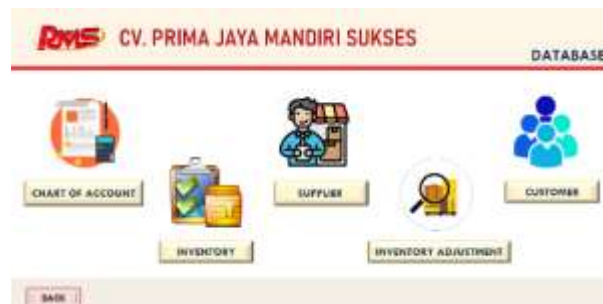 RMS CV. PRIMA JAYA MANDIRI SUKSES
DATABASE
CHART OF ACCOUNT
SUPPLIER
CUSTOMER
INVENTORY
INVENTORY ADJUSTMENT
BACK